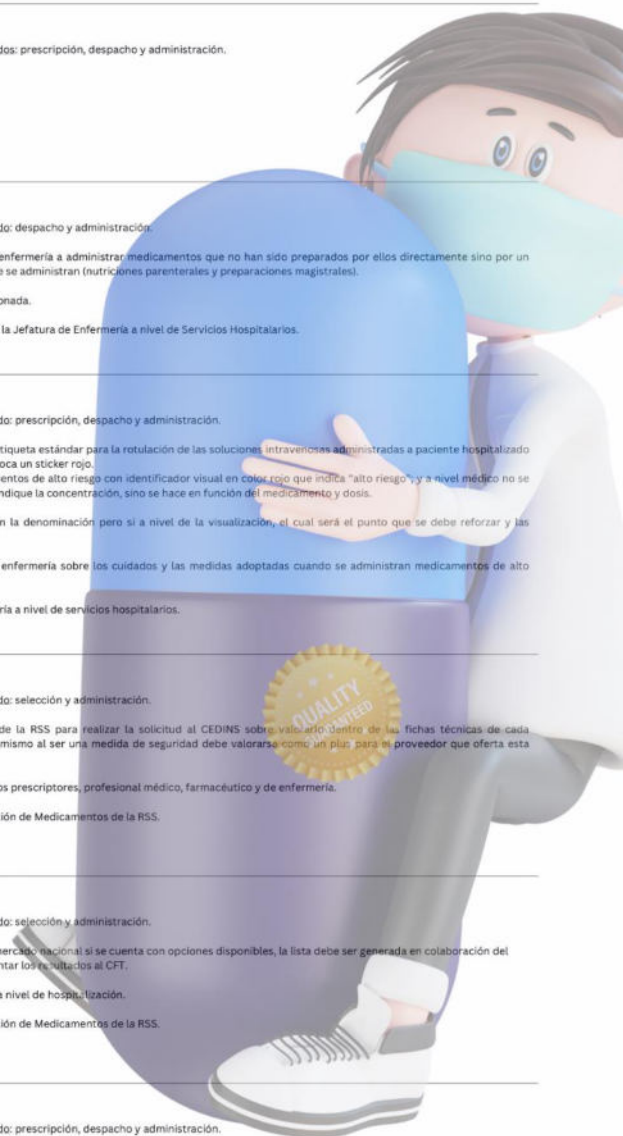 dos: prescripción, despacho y administración.
do: despacho y administración.
enfermería a administrar medicamentos que no han sido preparados por ellos directamente sino por un
e se administran (nutriciones parenterales y preparaciones magistrales).
onada.
la Jefatura de Enfermería a nivel de Servicios Hospitalarios.
do: prescripción, despacho y administración.
tiqueta estándar para la rotulación de las soluciones intravenosas administradas a paciente hospitalizado
oca un sticker rojo.
entos de alto riesgo con identificador visual en color rojo que indica "alto riesgo", y a nivel médico no se
ndique la concentración, sino se hace en función del medicamento y dosis.
n la denominación pero si a nivel de la visualización, el cual será el punto que se debe reforzar y las
enfermería sobre los cuidados y las medidas adoptadas cuando se administran medicamentos de alto
ría a nivel de servicios hospitalarios.
do: selección y administración.
de la RSS para realizar la solicitud al CEDINS sobre valorarlo dentro de las fichas técnicas de cada
mismo al ser una medida de seguridad debe valorarse como un plus para el proveedor que oferta esta
QUALITY
GUARANTEED
os prescriptores, profesional médico, farmacéutico y de enfermería.
ión de Medicamentos de la RSS.
do: selección y administración.
mercado nacional si se cuenta con opciones disponibles, la lista debe ser generada en colaboración del
ntar los resultados al CFT.
a nivel de hospitalización.
ión de Medicamentos de la RSS.
do: prescripción, despacho y administración.